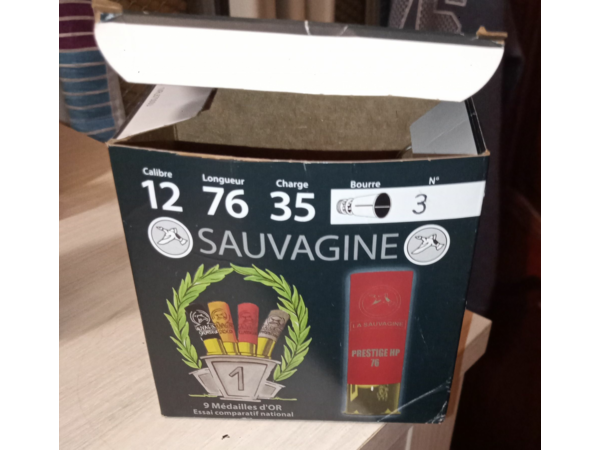 Calibre Longueur Charge Bourre N°
12 76 35 3
SAUVAGINE
LA SAUVAGINE
PRESTIGE HP
76
1
9 Médailles d'OR
Essai comparatif national